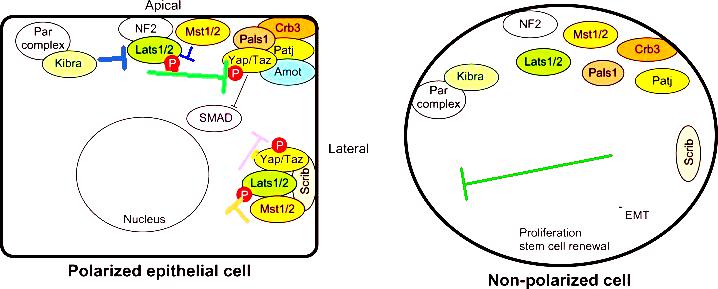 Apical
Par
complex
Kibra
NF2
Lats1/2
P
Mst1/2
Crb3
Pals1
Patj
Yap/Taz
P
Amot
SMAD
P
Yap/Taz
Lats1/2
P
Mst1/2
Scrib
Nucleus
Lateral
Polarized epithelial cell
NF2
Mst1/2
Crb3
Lats1/2
Pals1
Patj
Kibra
Par
complex
Scrib
- EMT
Proliferation
stem cell renewal
Non-polarized cell